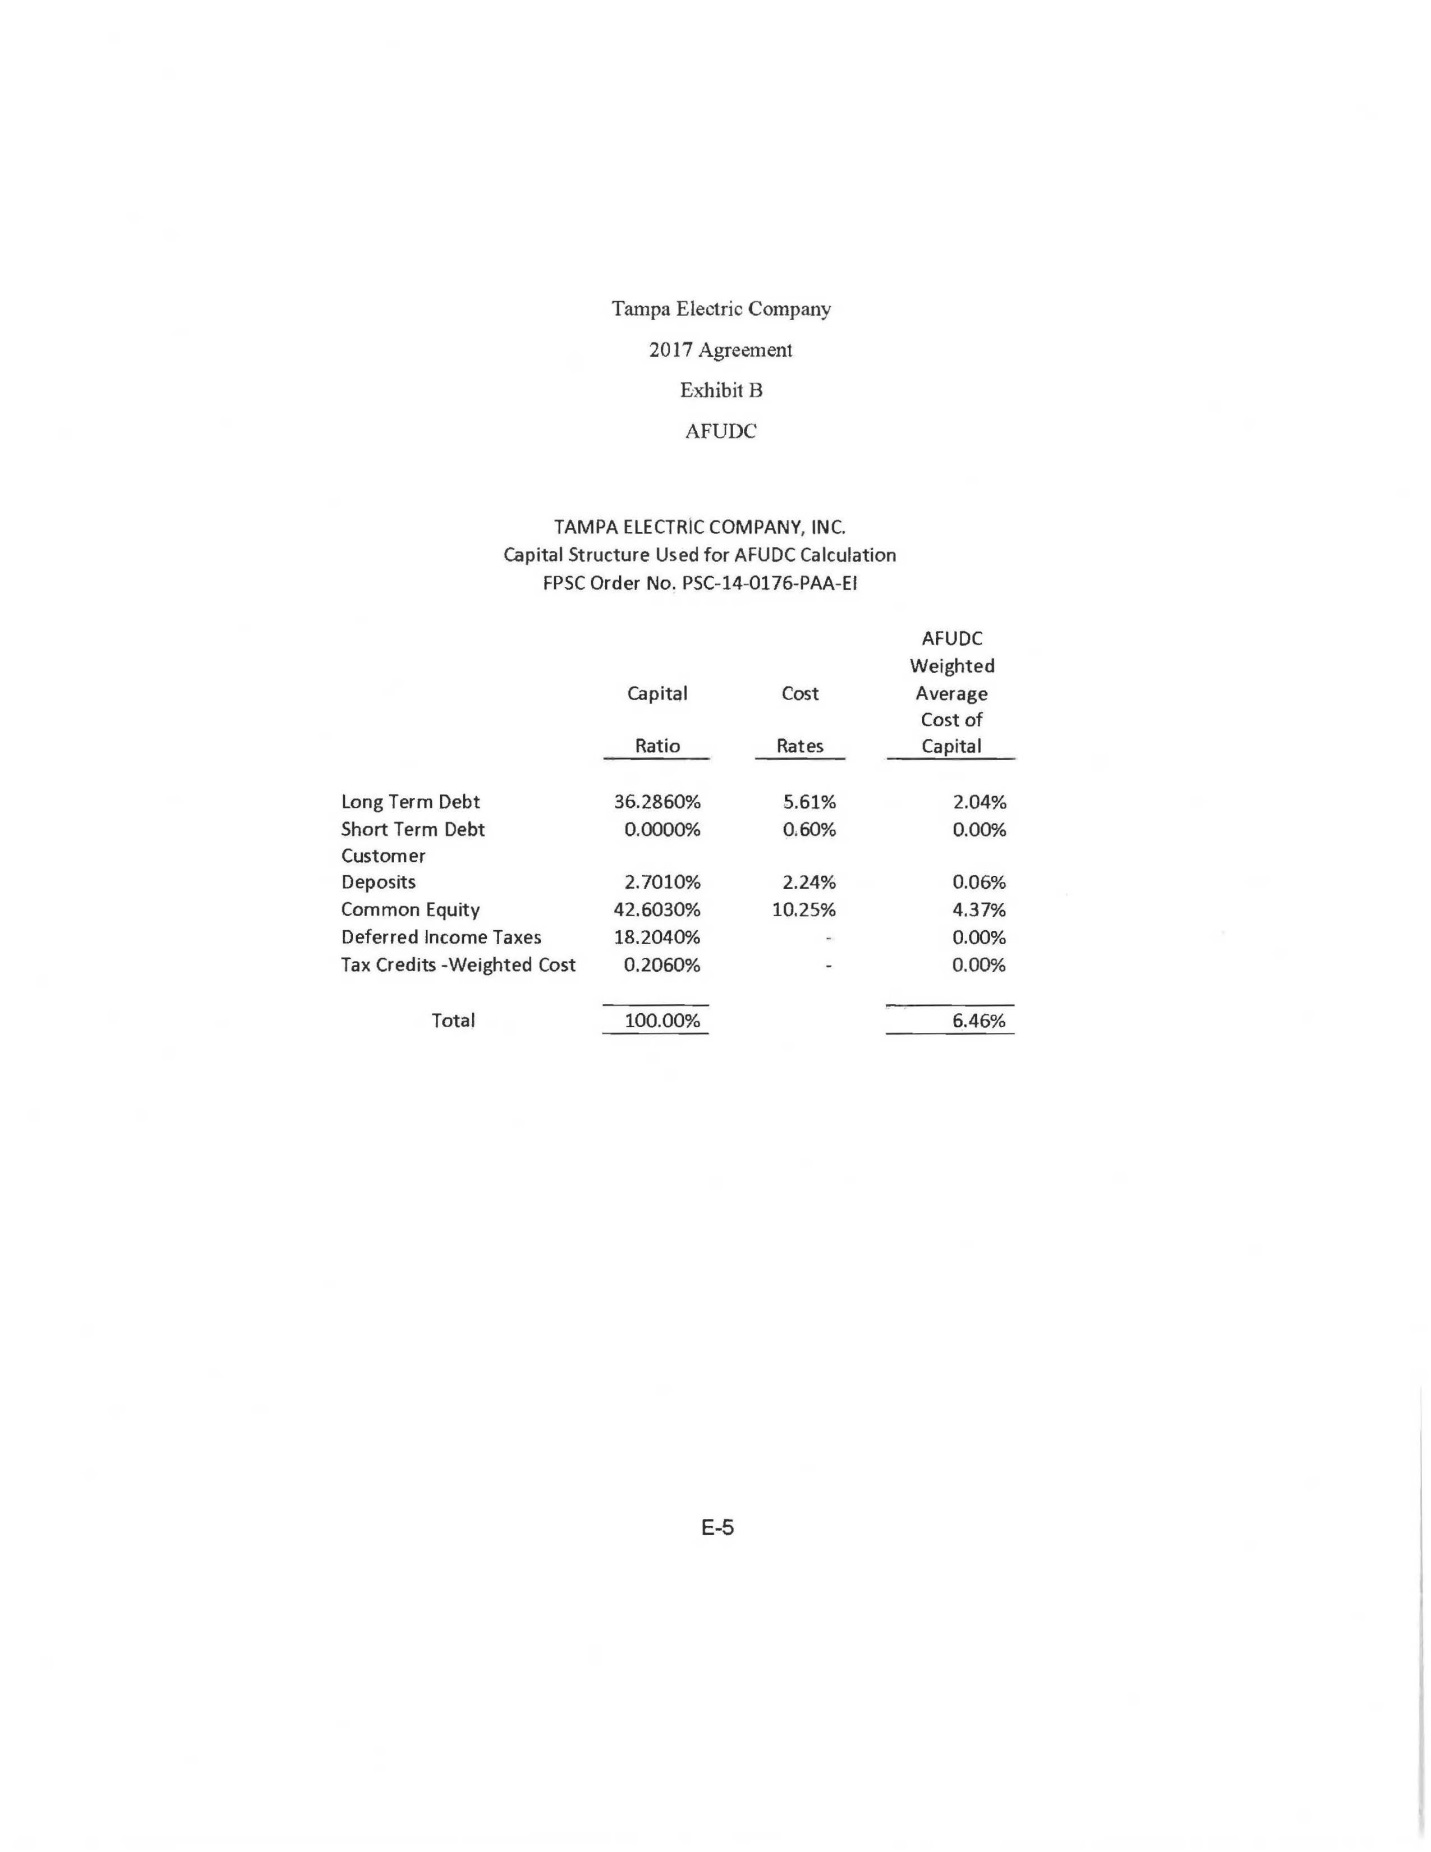 Tampa Electric Company
2017 Agreement
Exhibit B
AFUDC
TAMPA ELECTRIC COMPANY, INC.
Capital Structure Used for AFUDC Calculation
FPSC Order No. PSC-14-0176-PAA-EI
AFUDC
Weighted
Capital Cost Average
Cost of
Ratio Rates Capital
Long Term Debt 36.2860% 5.61% 2.04%
Short Term Debt 0.0000% 0.60% 0.00%
Customer
Deposits 2.7010% 2.24% 0.06%
Common Equity 42.6030% 10.25% 4.37%
Deferred Income Taxes 18.2040% - 0.00%
Tax Credits -Weighted Cost 0.2060% - 0.00%
Total 100.00% 6.46%
E-5